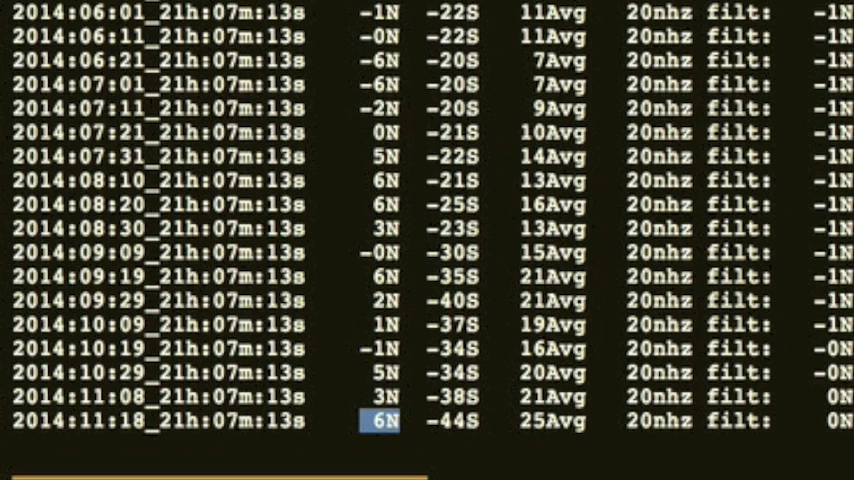 2014:06:01_21h:07m:13s -1N -22S 11Avg 20nhz filt: -1N
2014:06:11_21h:07m:13s -0N -22S 11Avg 20nhz filt: -1N
2014:06:21_21h:07m:13s -6N -20S 7Avg 20nhz filt: -1N
2014:07:01_21h:07m:13s -6N -20S 7Avg 20nhz filt: -1N
2014:07:11_21h:07m:13s -2N -20S 9Avg 20nhz filt: -1N
2014:07:21_21h:07m:13s 0N -21S 10Avg 20nhz filt: -1N
2014:07:31_21h:07m:13s 5N -22S 14Avg 20nhz filt: -1N
2014:08:10_21h:07m:13s 6N -21S 13Avg 20nhz filt: -1N
2014:08:20_21h:07m:13s 6N -25S 16Avg 20nhz filt: -1N
2014:08:30_21h:07m:13s 3N -23S 13Avg 20nhz filt: -1N
2014:09:09_21h:07m:13s -0N -30S 15Avg 20nhz filt: -1N
2014:09:19_21h:07m:13s 6N -35S 21Avg 20nhz filt: -1N
2014:09:29_21h:07m:13s 2N -40S 21Avg 20nhz filt: -1N
2014:10:09_21h:07m:13s 1N -37S 19Avg 20nhz filt: -1N
2014:10:19_21h:07m:13s -1N -34S 16Avg 20nhz filt: -0N
2014:10:29_21h:07m:13s 5N -34S 20Avg 20nhz filt: -0N
2014:11:08_21h:07m:13s 3N -38S 21Avg 20nhz filt: 0N
2014:11:18_21h:07m:13s 6N -44S 25Avg 20nhz filt: 0N